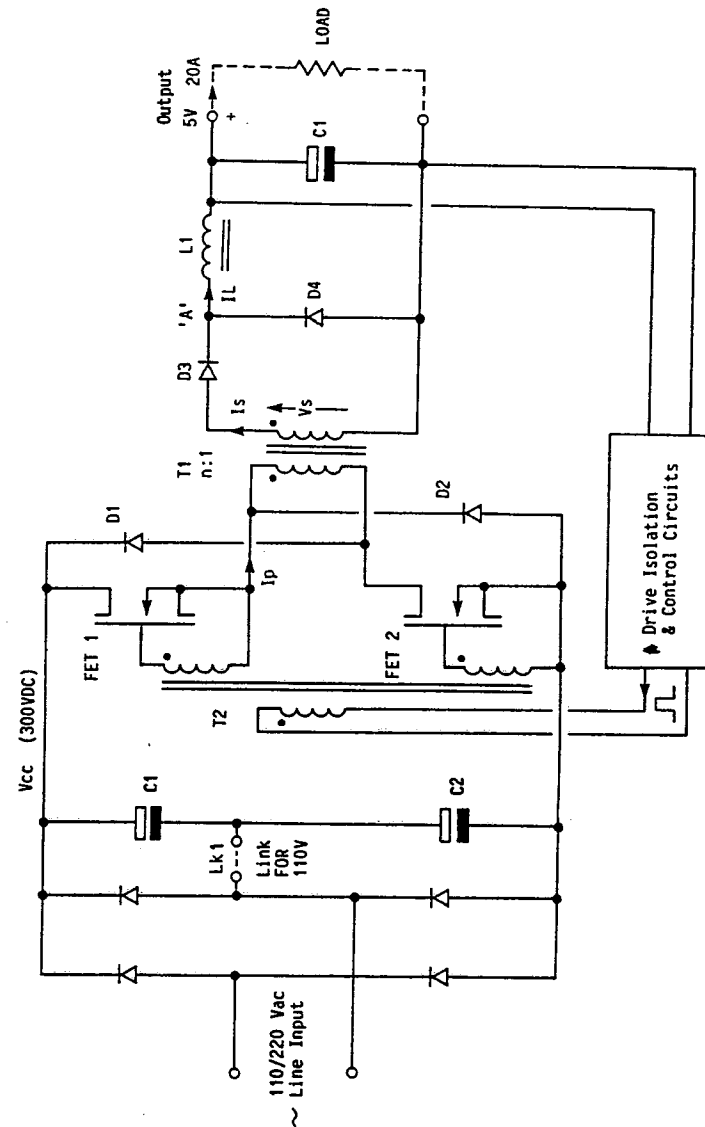 110/220 Vac
~ Line Input
Vcc (300VDC)
Lk1
Link
FOR
110V
C1
C2
T2
FET 1
FET 2
D1
Ip
D2
T1
n:1
Is
Vs
D3
'A'
IL
D4
L1
C1
Output
5V 20A
+
LOAD
Drive Isolation
& Control Circuits